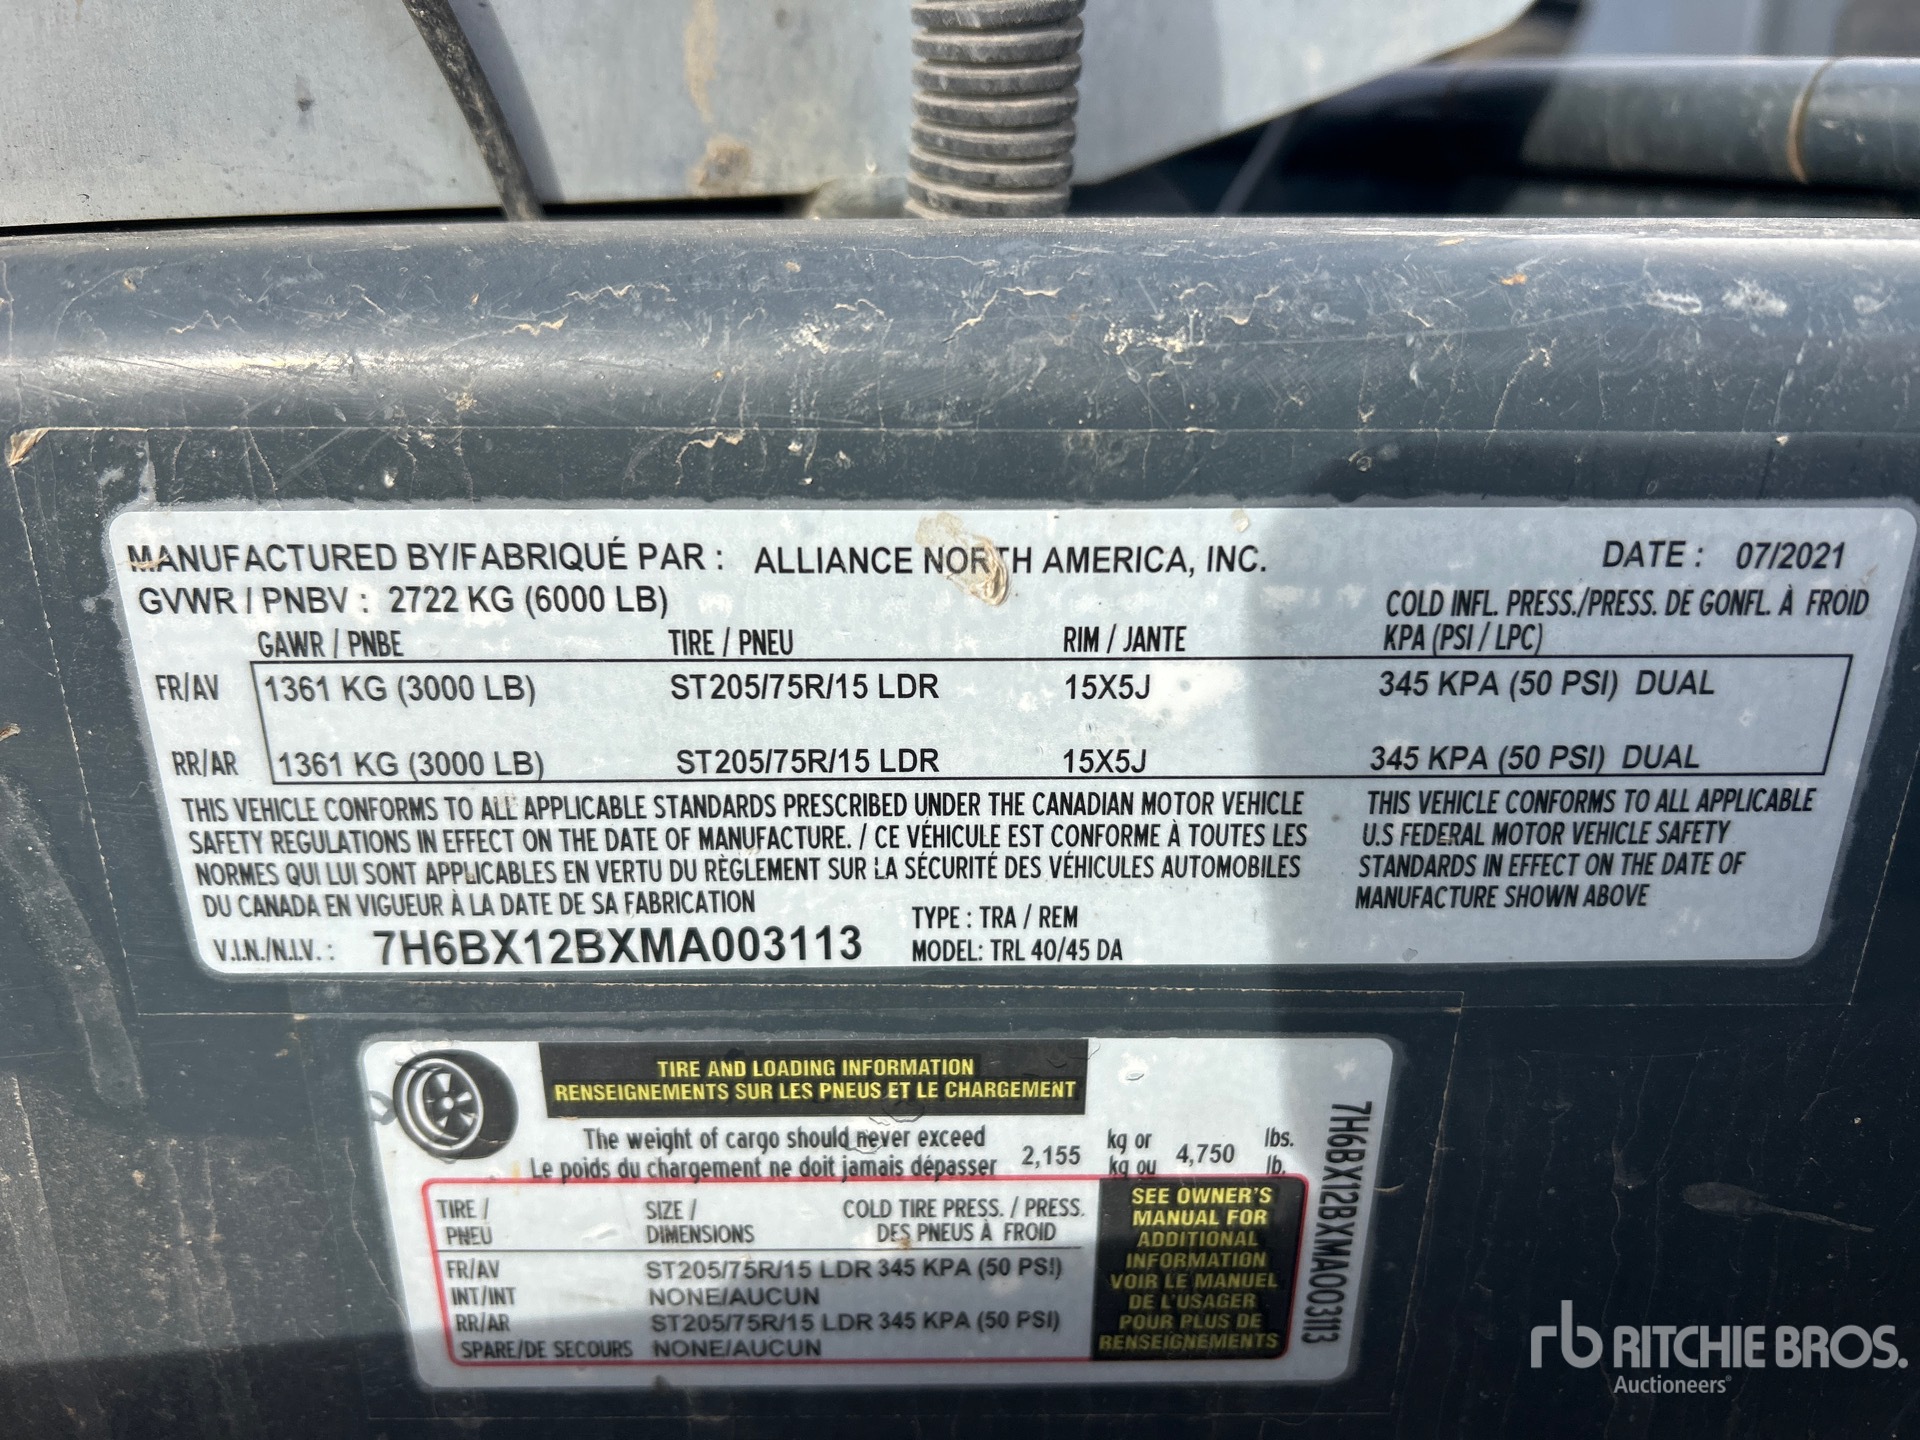 MANUFACTURED BY/FABRIQUÉ PAR : ALLIANCE NORTH AMERICA, INC. DATE : 07/2021
GVWR / PNBV : 2722 KG (6000 LB) COLD INFL. PRESS./PRESS. DE GONFL. À FROID
GAWR / PNBE TIRE / PNEU RIM / JANTE KPA (PSI / LPC)
FR/AV 1361 KG (3000 LB) ST205/75R/15 LDR 15X5J 345 KPA (50 PSI) DUAL
RR/AR 1361 KG (3000 LB) ST205/75R/15 LDR 15X5J 345 KPA (50 PSI) DUAL
THIS VEHICLE CONFORMS TO ALL APPLICABLE STANDARDS PRESCRIBED UNDER THE CANADIAN MOTOR VEHICLE
SAFETY REGULATIONS IN EFFECT ON THE DATE OF MANUFACTURE. / CE VÉHICULE EST CONFORME À TOUTES LES
NORMES QUI LUI SONT APPLICABLES EN VERTU DU RÈGLEMENT SUR LA SÉCURITÉ DES VÉHICULES AUTOMOBILES
DU CANADA EN VIGUEUR À LA DATE DE SA FABRICATION
THIS VEHICLE CONFORMS TO ALL APPLICABLE
U.S FEDERAL MOTOR VEHICLE SAFETY
STANDARDS IN EFFECT ON THE DATE OF
MANUFACTURE SHOWN ABOVE
TYPE : TRA / REM
V.I.N./N.I.V. : 7H6BX12BXMA003113 MODEL: TRL 40/45 DA
TIRE AND LOADING INFORMATION
RENSEIGNEMENTS SUR LES PNEUS ET LE CHARGEMENT
The weight of cargo should never exceed
Le poids du chargement ne doit jamais dépasser
2,155
kg or
kg ou
4,750
lbs.
lb.
TIRE / SIZE / COLD TIRE PRESS. / PRESS.
PNEU DIMENSIONS DES PNEUS À FROID
FR/AV ST205/75R/15 LDR 345 KPA (50 PSI)
INT/INT NONE/AUCUN
RR/AR ST205/75R/15 LDR 345 KPA (50 PSI)
SPARE/DE SECOURS NONE/AUCUN
SEE OWNER'S
MANUAL FOR
ADDITIONAL
INFORMATION
VOIR LE MANUEL
DE L'USAGER
POUR PLUS DE
RENSEIGNEMENTS
7H6BX12BXMA003113
rb RITCHIE BROS.
Auctioneers